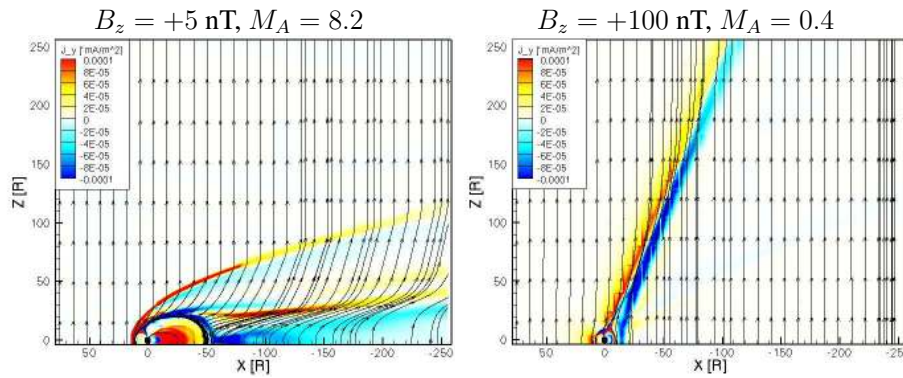 B_z = +5 nT, M_A = 8.2
B_z = +100 nT, M_A = 0.4
250
200
150
100
50
0
Z [R]
J_y [`mA/m^2]
0.0001
8E-05
6E-05
4E-05
2E-05
0
-2E-05
-4E-05
-6E-05
-8E-05
-0.0001
50
0
-50
-100
-150
-200
-250
X [R]
250
200
150
100
50
0
Z [R]
J_y [`mA/m^2]
0.0001
8E-05
6E-05
4E-05
2E-05
0
-2E-05
-4E-05
-6E-05
-8E-05
-0.0001
50
0
-50
-100
-150
-200
-250
X [R]